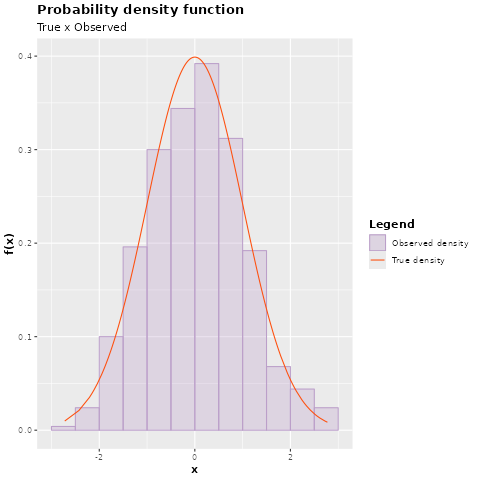 Probability density function
True x Observed
0.4
0.3
0.2
0.1
0.0
f(x)
-2
0
2
x
Legend
Observed density
True density